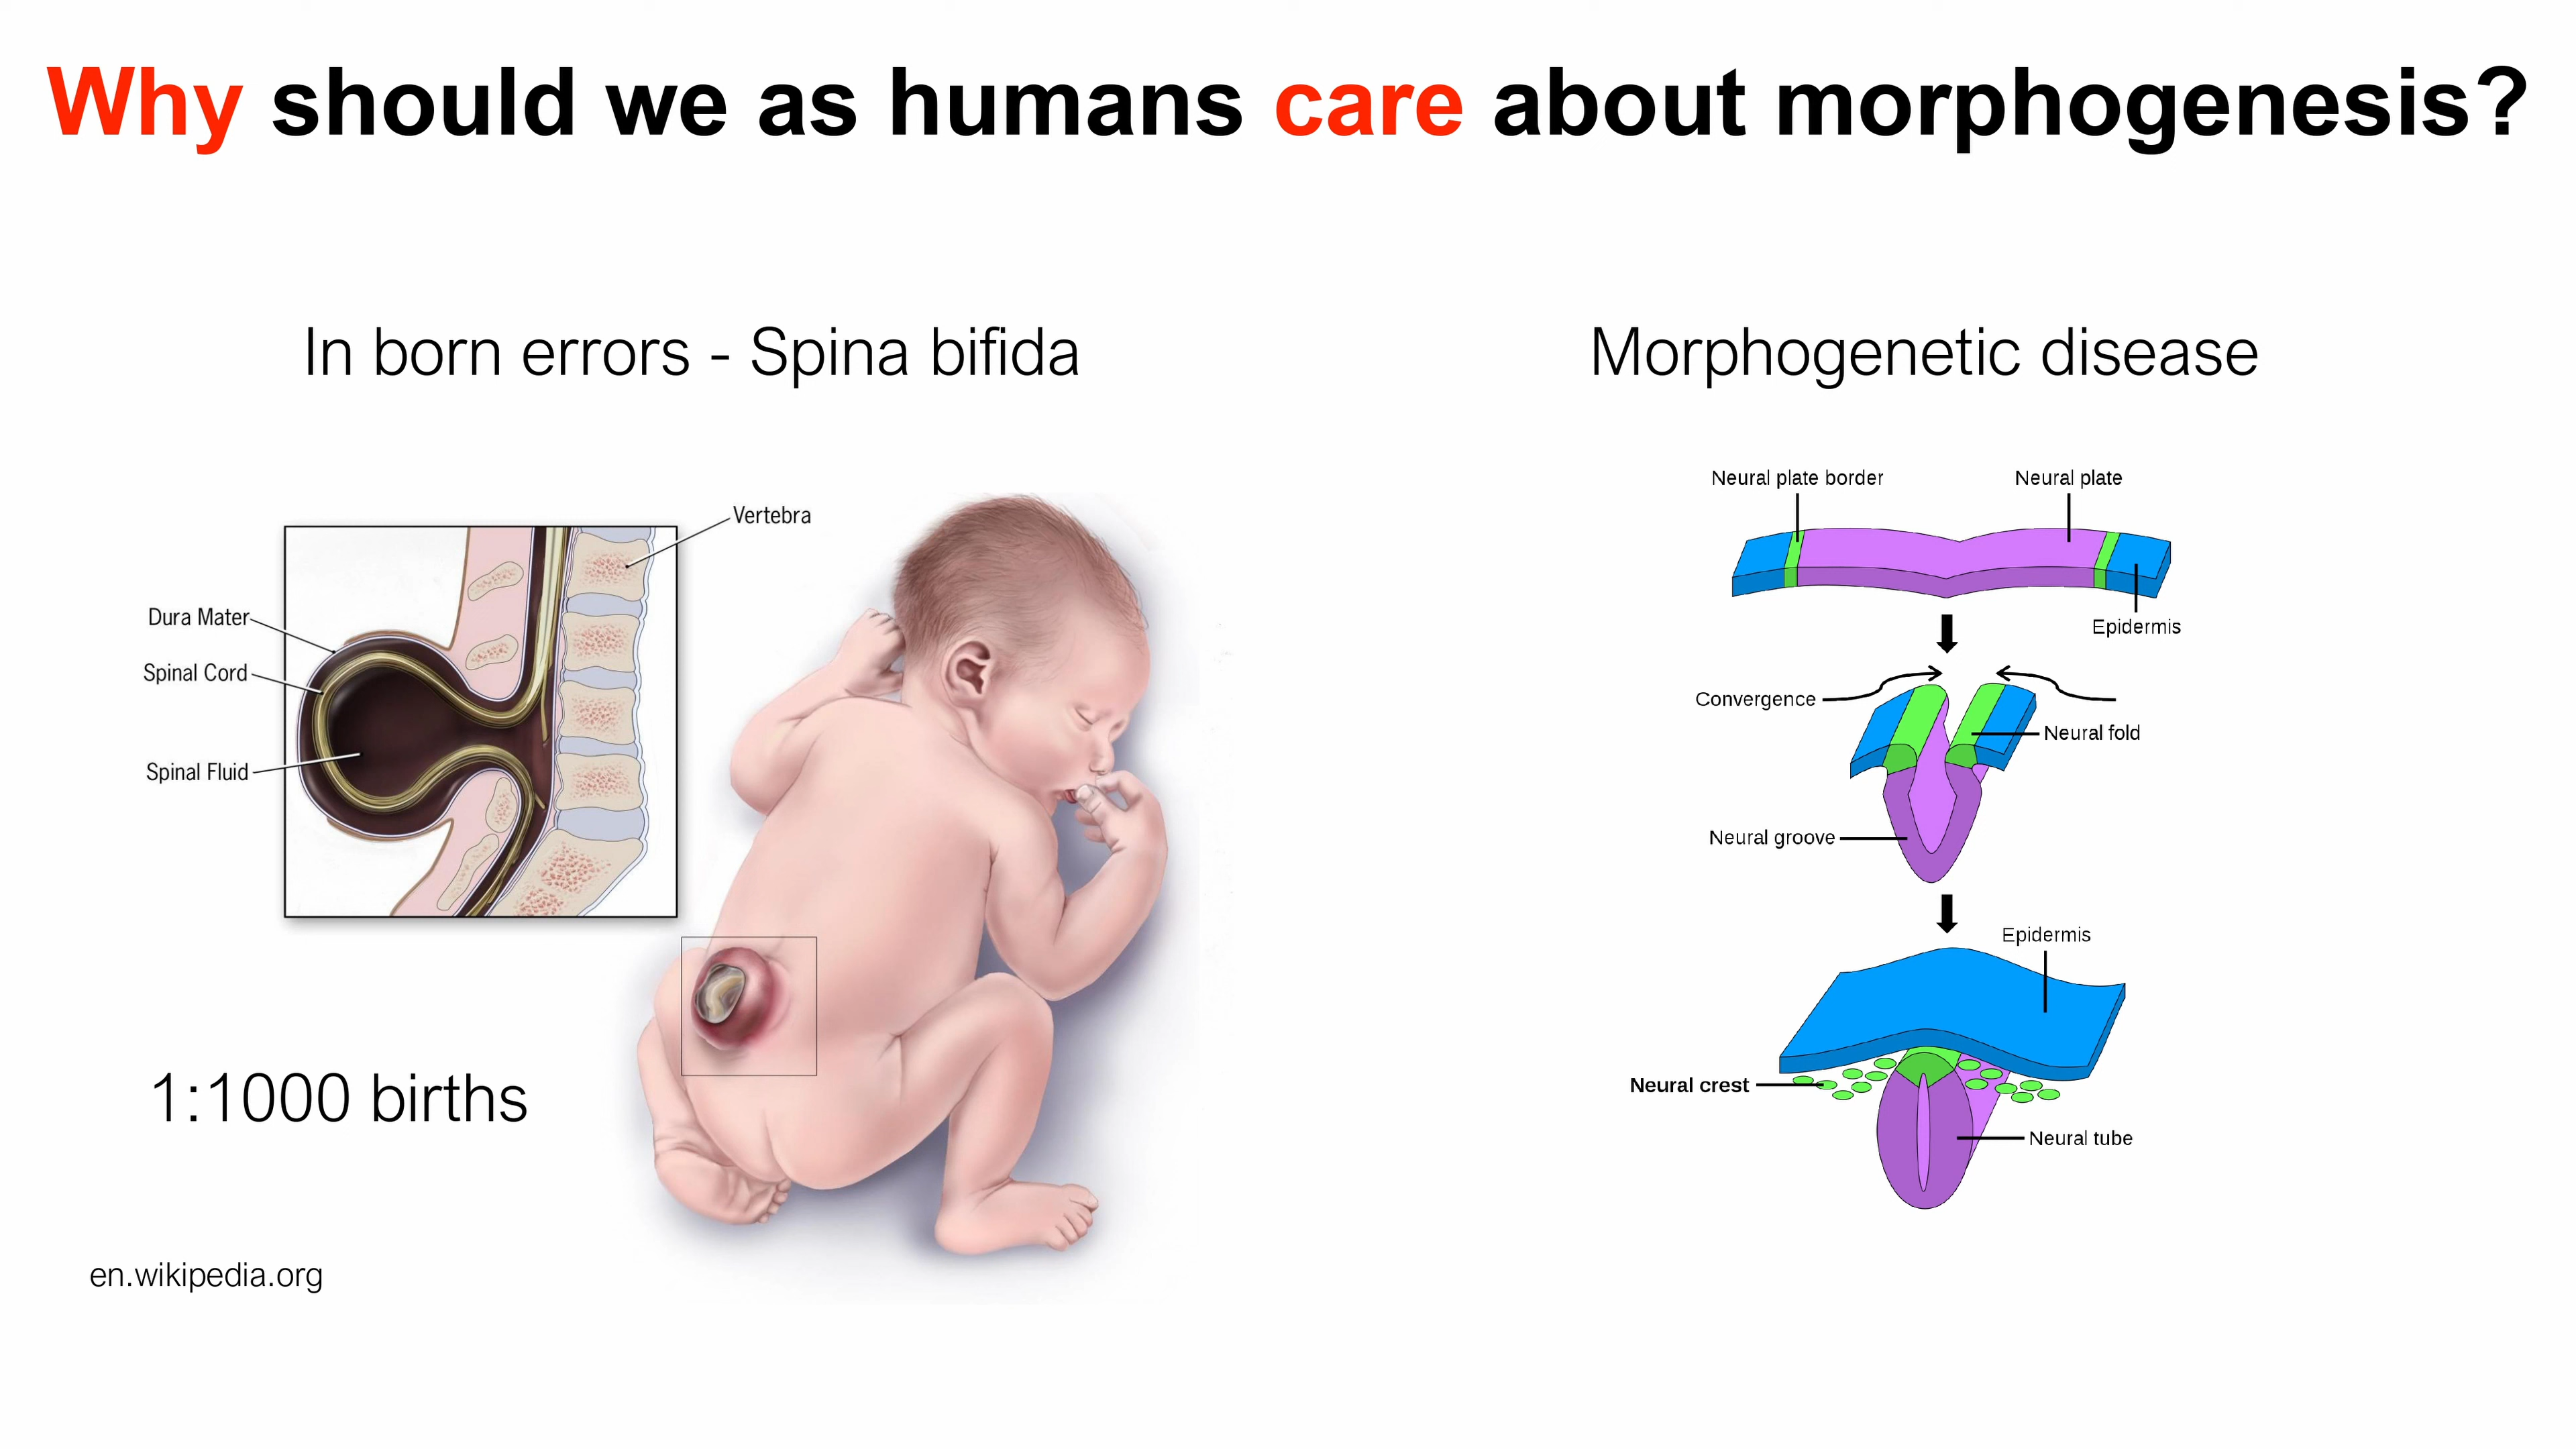 Why should we as humans care about morphogenesis?
In born errors - Spina bifida
Vertebra
Dura Mater
Spinal Cord
Spinal Fluid
1:1000 births
en.wikipedia.org
Morphogenetic disease
Neural plate border
Neural plate
Epidermis
Convergence
Neural fold
Neural groove
Epidermis
Neural crest
Neural tube